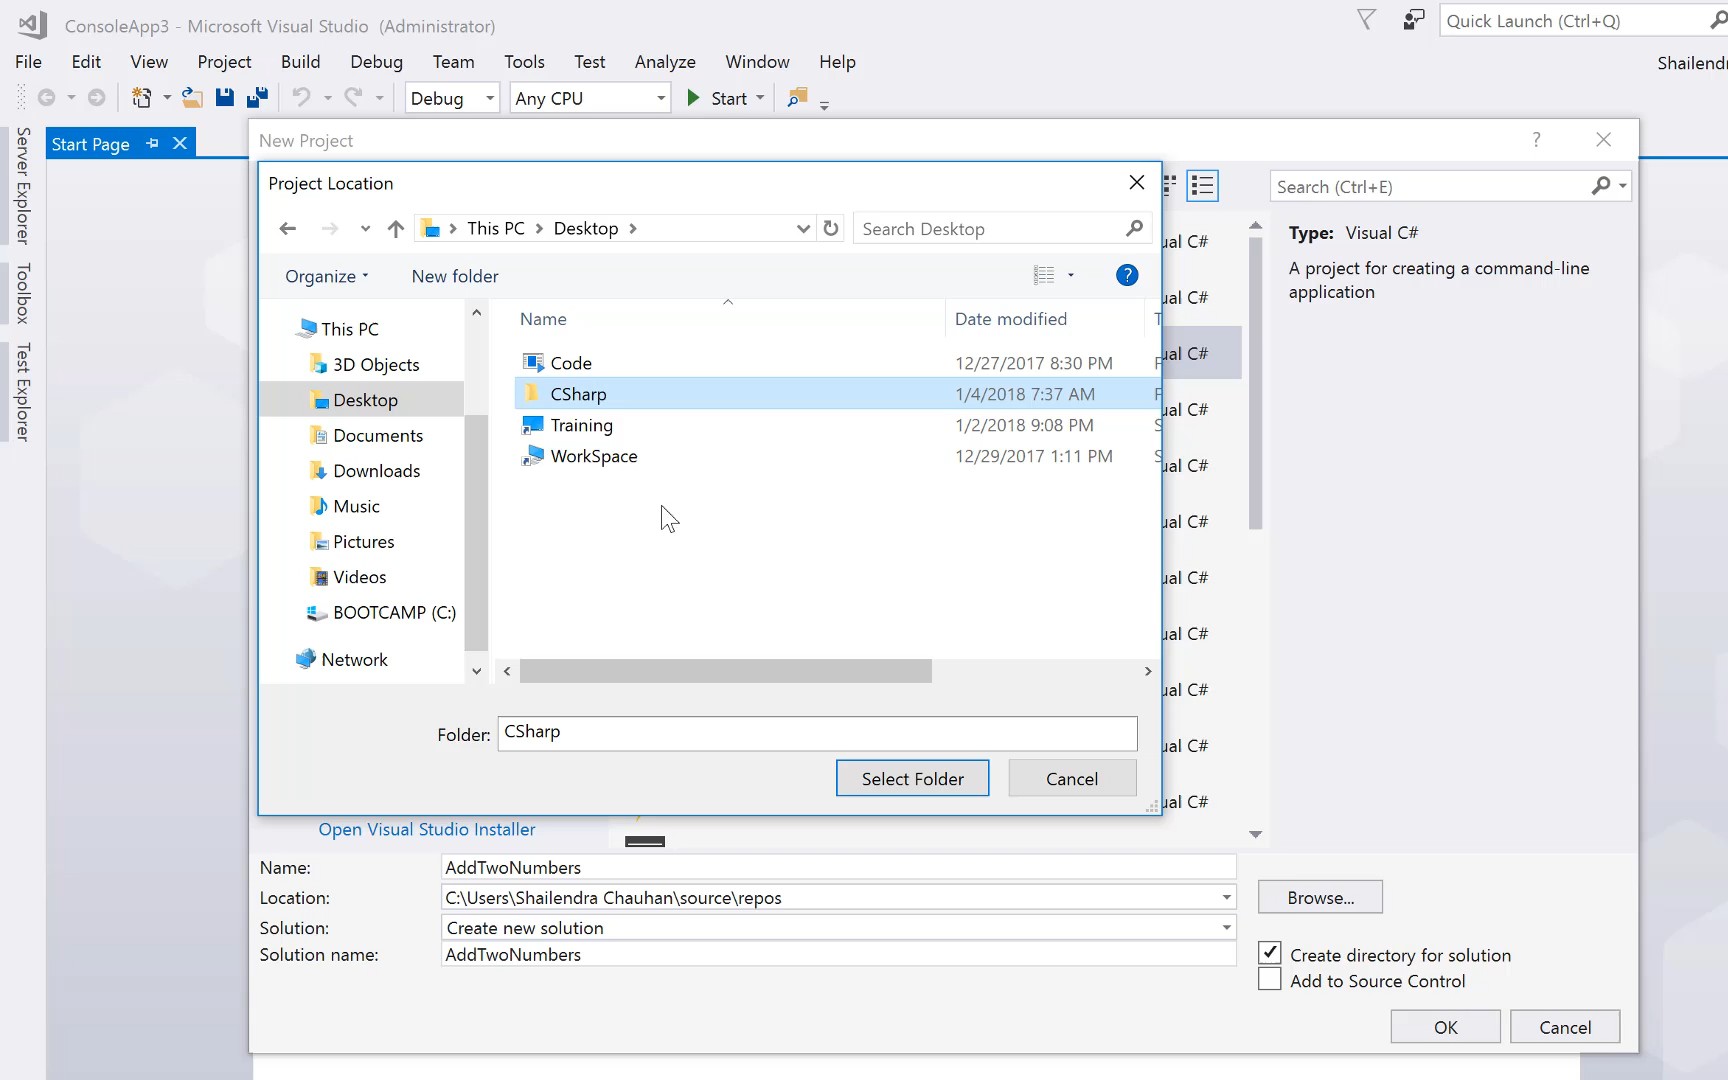 ConsoleApp3 - Microsoft Visual Studio (Administrator)
Quick Launch (Ctrl+Q)
File Edit View Project Build Debug Team Tools Test Analyze Window Help
Debug Any CPU Start
Server Explorer
Toolbox
Test Explorer
Start Page
New Project
?
Project Location
This PC > Desktop >
Search Desktop
Search (Ctrl+E)
Organize New folder
?
Type: Visual C#
A project for creating a command-line
application
This PC
3D Objects
Desktop
Documents
Downloads
Music
Pictures
Videos
BOOTCAMP (C:)
Network
Name Date modified
Code 12/27/2017 8:30 PM
CSharp 1/4/2018 7:37 AM
Training 1/2/2018 9:08 PM
WorkSpace 12/29/2017 1:11 PM
C#
C#
C#
C#
C#
C#
C#
C#
C#
C#
C#
Folder: CSharp
Select Folder Cancel
Open Visual Studio Installer
Name: AddTwoNumbers
Location: C:\Users\Shailendra Chauhan\source\repos
Browse...
Solution: Create new solution
Solution name: AddTwoNumbers
Create directory for solution
Add to Source Control
OK Cancel